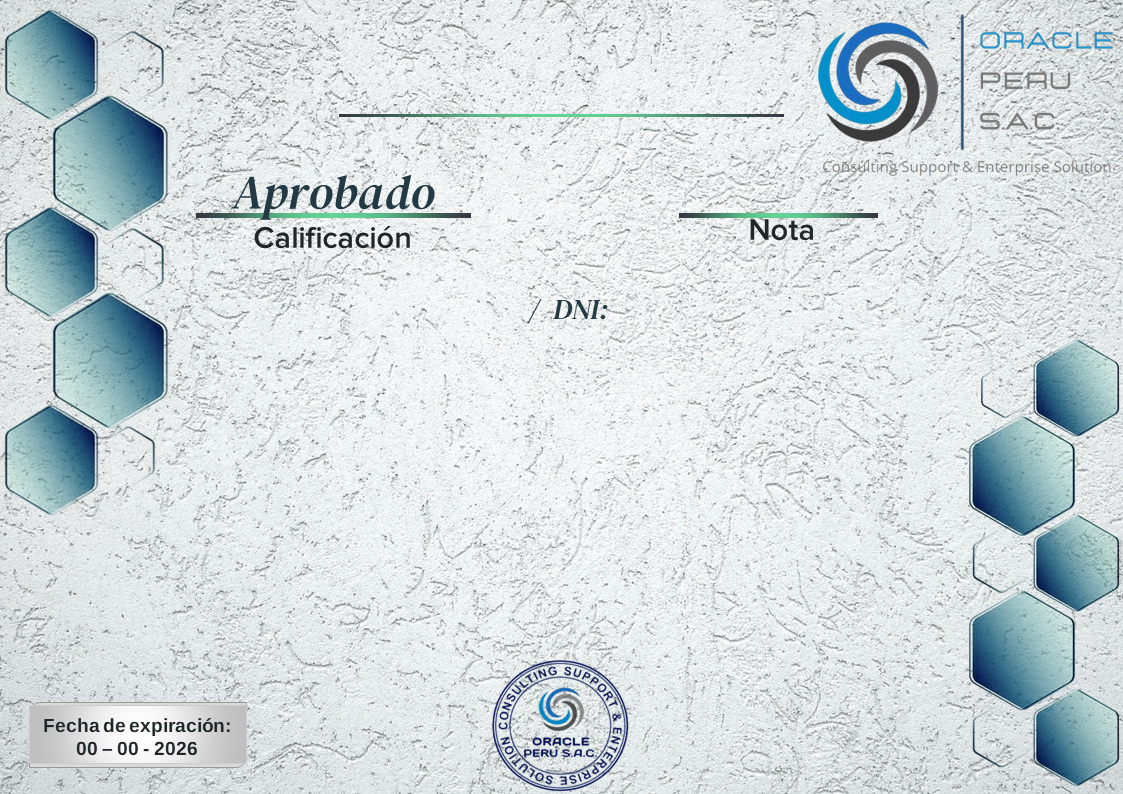 ORACLE
PERU
S.A.C
Consulting Support & Enterprise Solution
Aprobado
Calificación
Nota
/ DNI:
Fecha de expiración:
00 – 00 - 2026
CONSULTING SUPPORT & ENTERPRISE SOLUTION
ORACLE
PERÚ S.A.C.